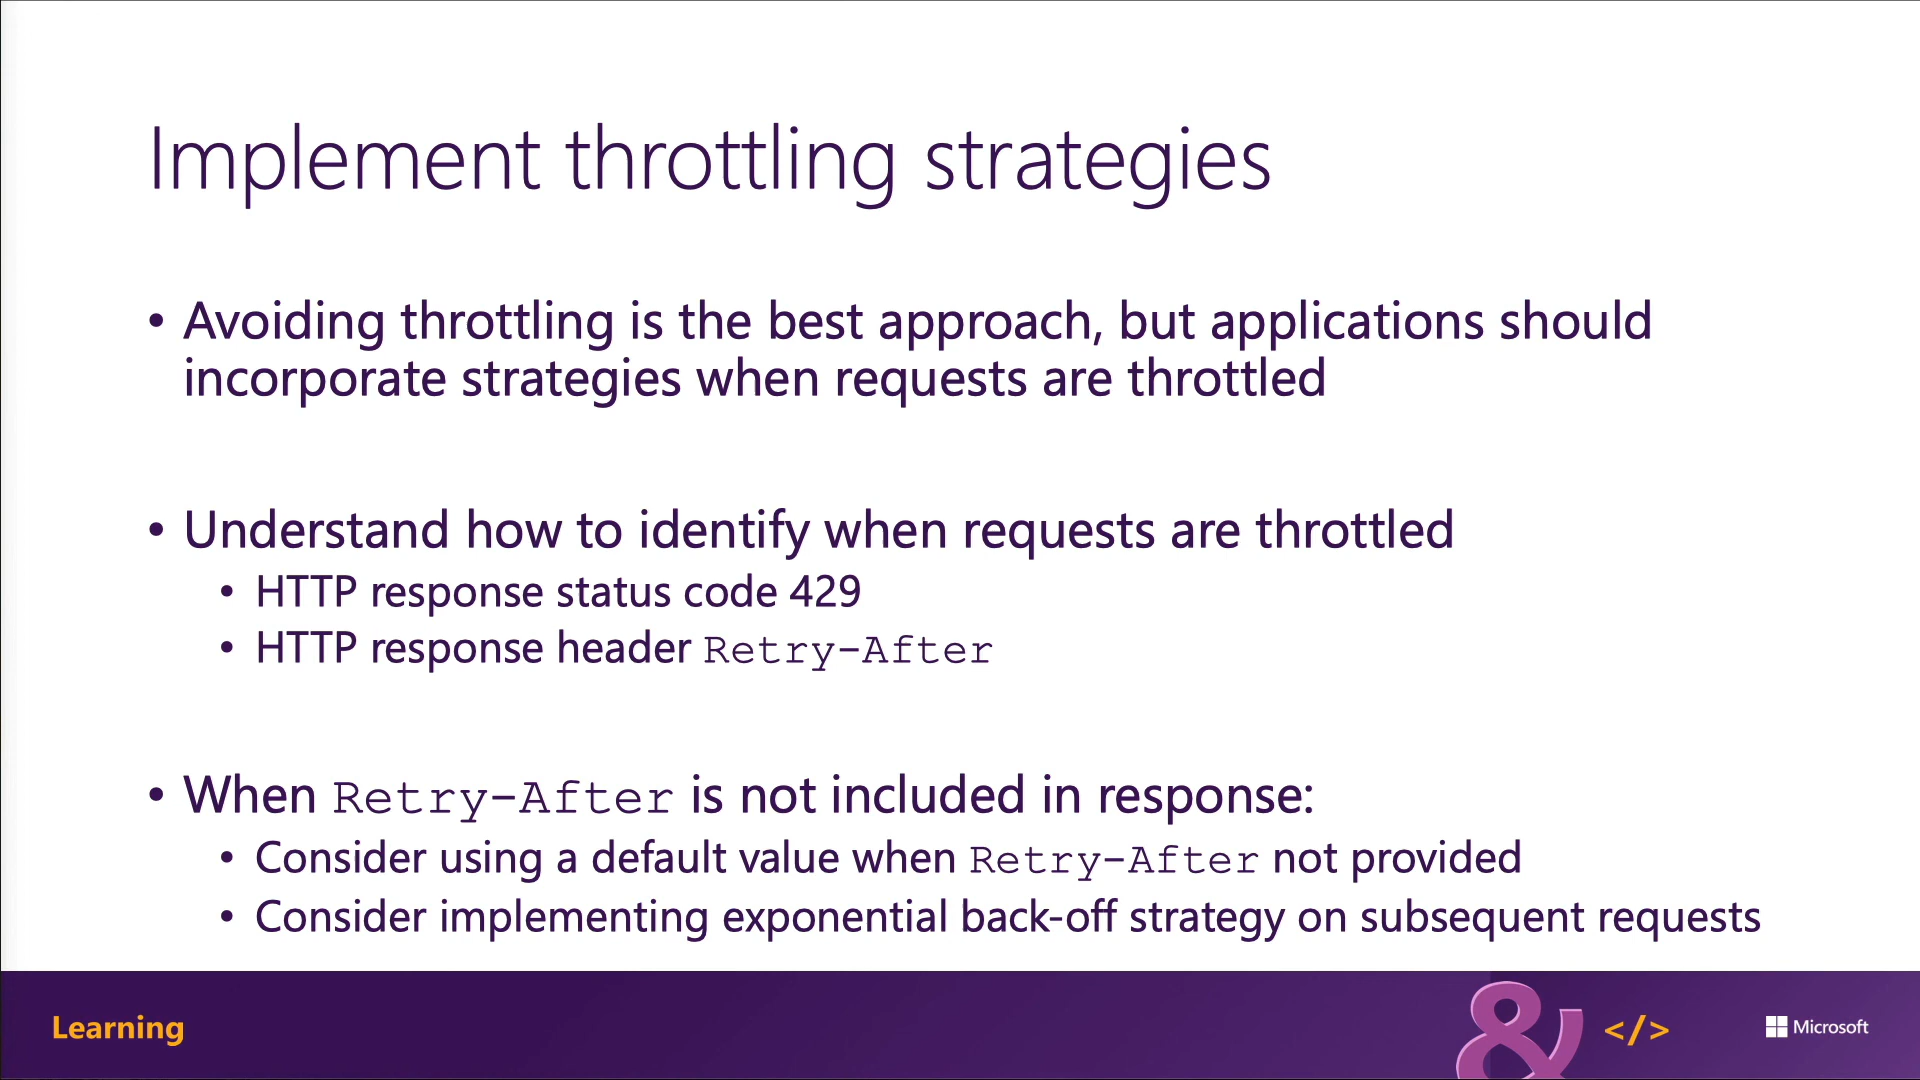 Implement throttling strategies
• Avoiding throttling is the best approach, but applications should
incorporate strategies when requests are throttled
• Understand how to identify when requests are throttled
• HTTP response status code 429
• HTTP response header Retry-After
• When Retry-After is not included in response:
• Consider using a default value when Retry-After not provided
• Consider implementing exponential back-off strategy on subsequent requests
Learning
& </>
Microsoft